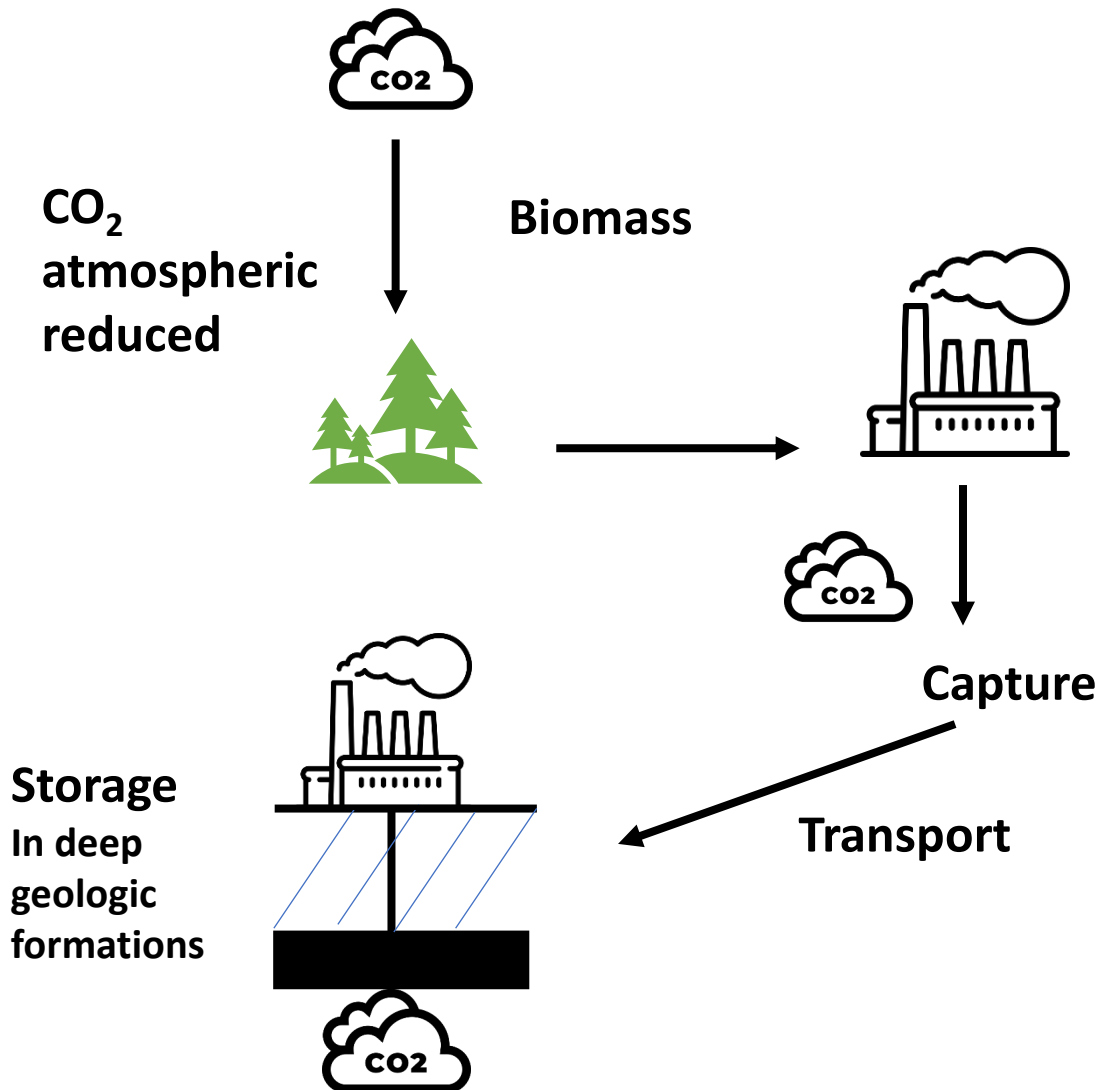 CO2
CO₂
atmospheric
reduced
Biomass
CO2
Capture
Storage
In deep
geologic
formations
Transport
CO2